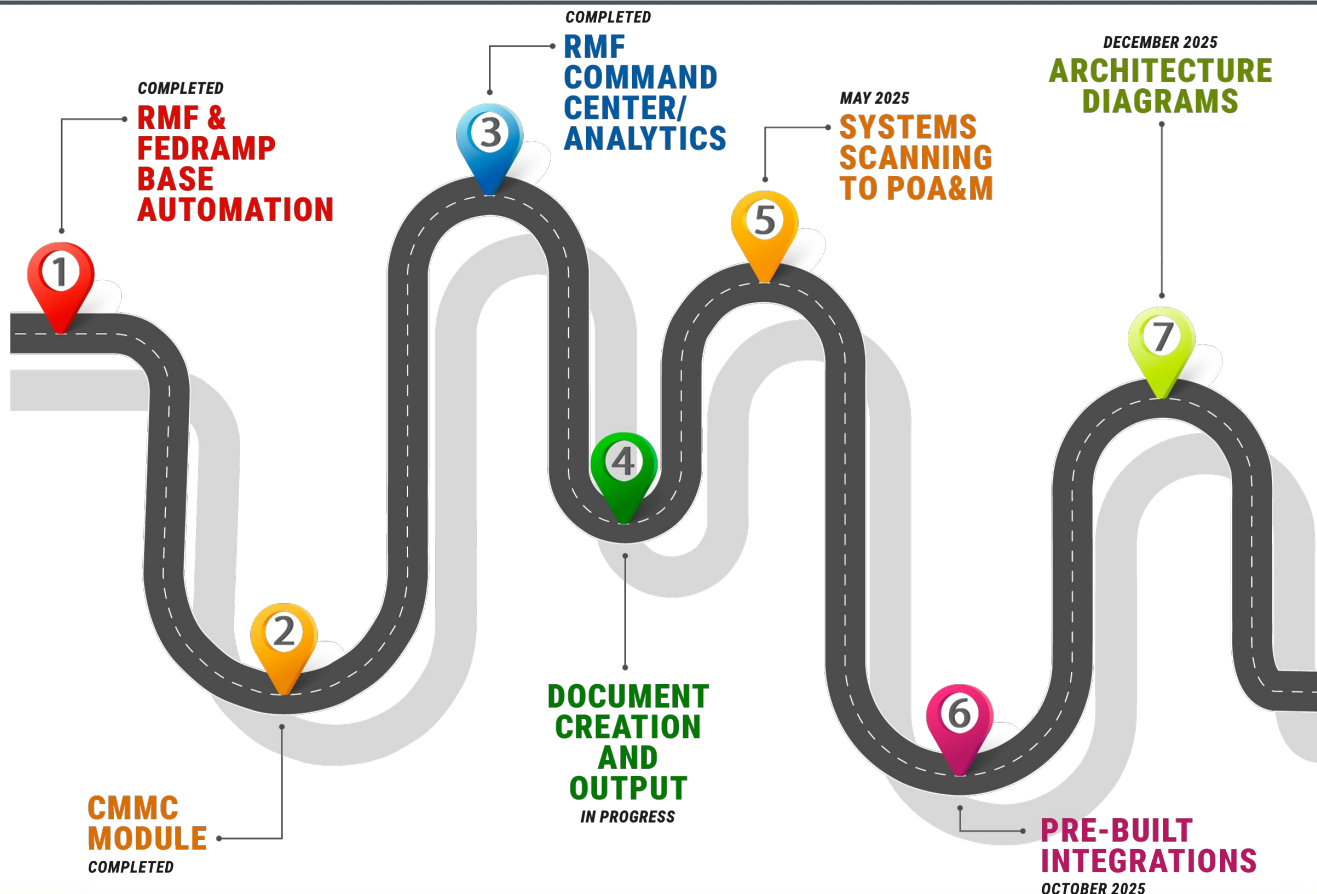 1
COMPLETED
RMF &
FEDRAMP
BASE
AUTOMATION
2
CMMC
MODULE
COMPLETED
3
COMPLETED
RMF
COMMAND
CENTER/
ANALYTICS
4
DOCUMENT
CREATION
AND
OUTPUT
IN PROGRESS
5
MAY 2025
SYSTEMS
SCANNING
TO POA&M
6
PRE-BUILT
INTEGRATIONS
OCTOBER 2025
7
DECEMBER 2025
ARCHITECTURE
DIAGRAMS